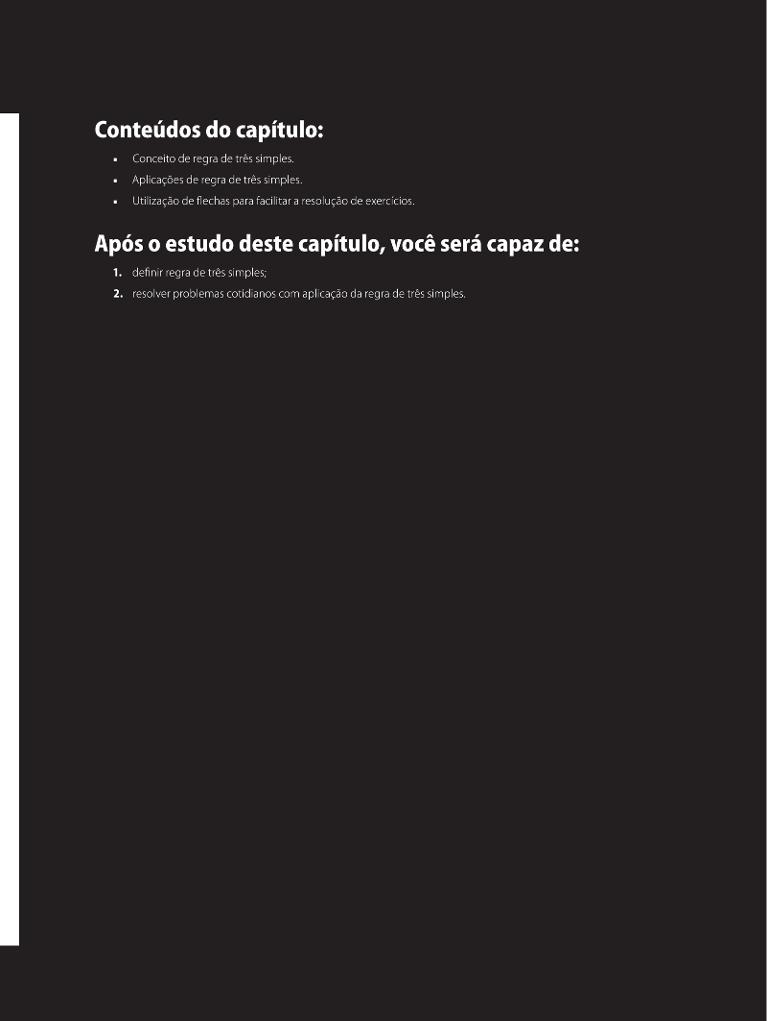 Conteúdos do capítulo:
▪ Conceito de regra de três simples.
▪ Aplicações de regra de três simples.
▪ Utilização de flechas para facilitar a resolução de exercícios.
Após o estudo deste capítulo, você será capaz de:
1. definir regra de três simples;
2. resolver problemas cotidianos com aplicação da regra de três simples.